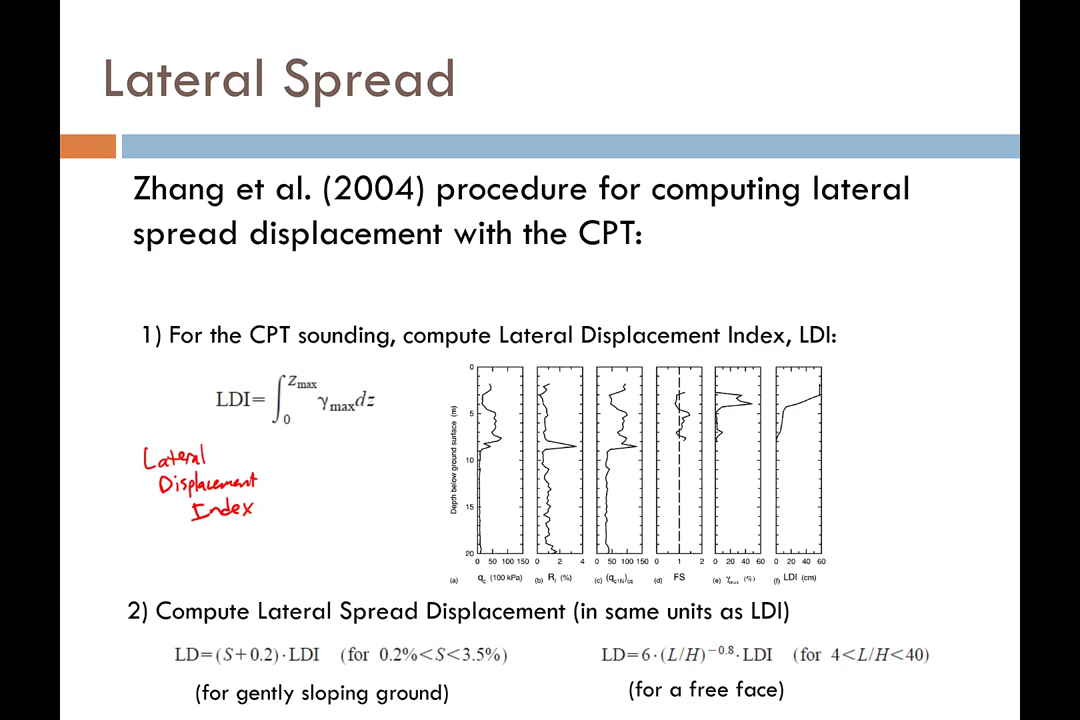 Lateral Spread
Zhang et al. (2004) procedure for computing lateral
spread displacement with the CPT:
1) For the CPT sounding, compute Lateral Displacement Index, LDI:
LDI=∫₀^Zmax γmax dz
Lateral
Displacement
Index
Depth below ground surface (m)
0
5
10
15
20
0 50 100 150 0 2 4 0 50 100 150 0 1 2 0 20 40 60 0 20 40 60
(a) qc (100 kPa) (b) Rf (%) (c) (qc1N)cs (d) FS (e) γmax (%) (f) LDI (cm)
2) Compute Lateral Spread Displacement (in same units as LDI)
LD=(S+0.2)·LDI (for 0.2%<S<3.5%) LD=6·(L/H)^−0.8·LDI (for 4<L/H<40)
(for gently sloping ground) (for a free face)